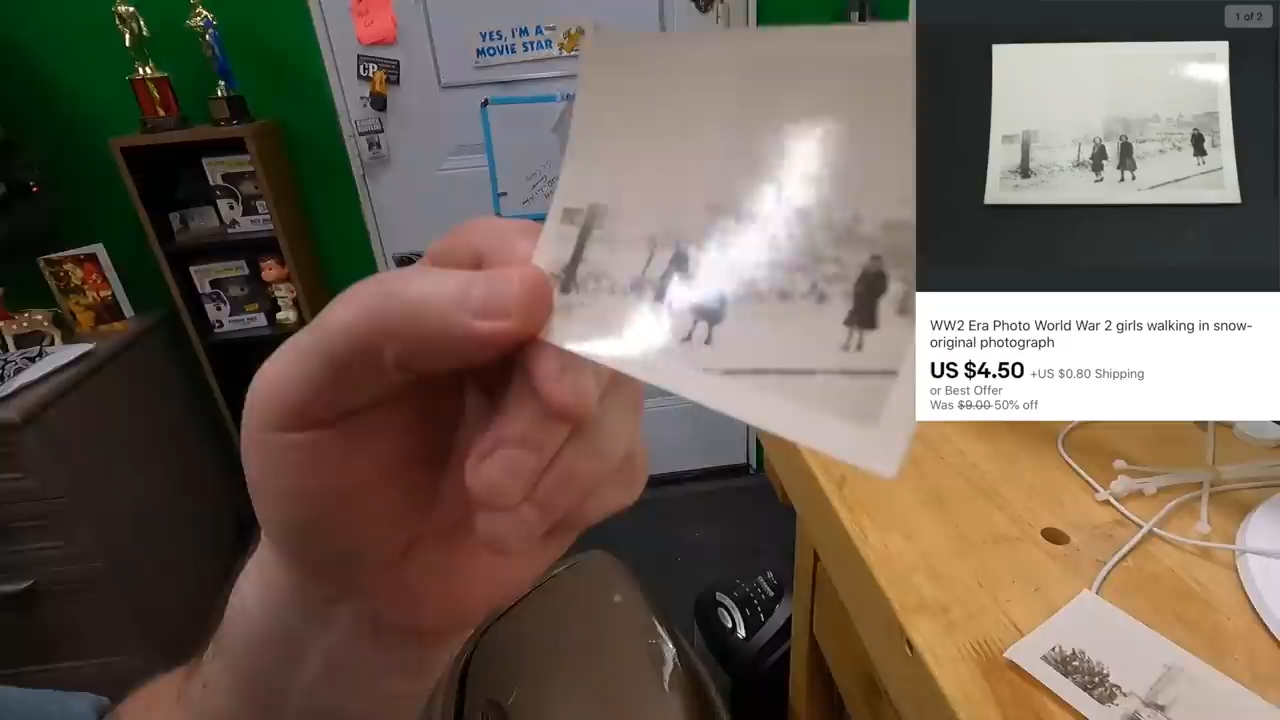 YES, I'M A
MOVIE STAR
1 of 2
WW2 Era Photo World War 2 girls walking in snow-
original photograph
US $4.50 +US $0.80 Shipping
or Best Offer
Was $9.00 50% off